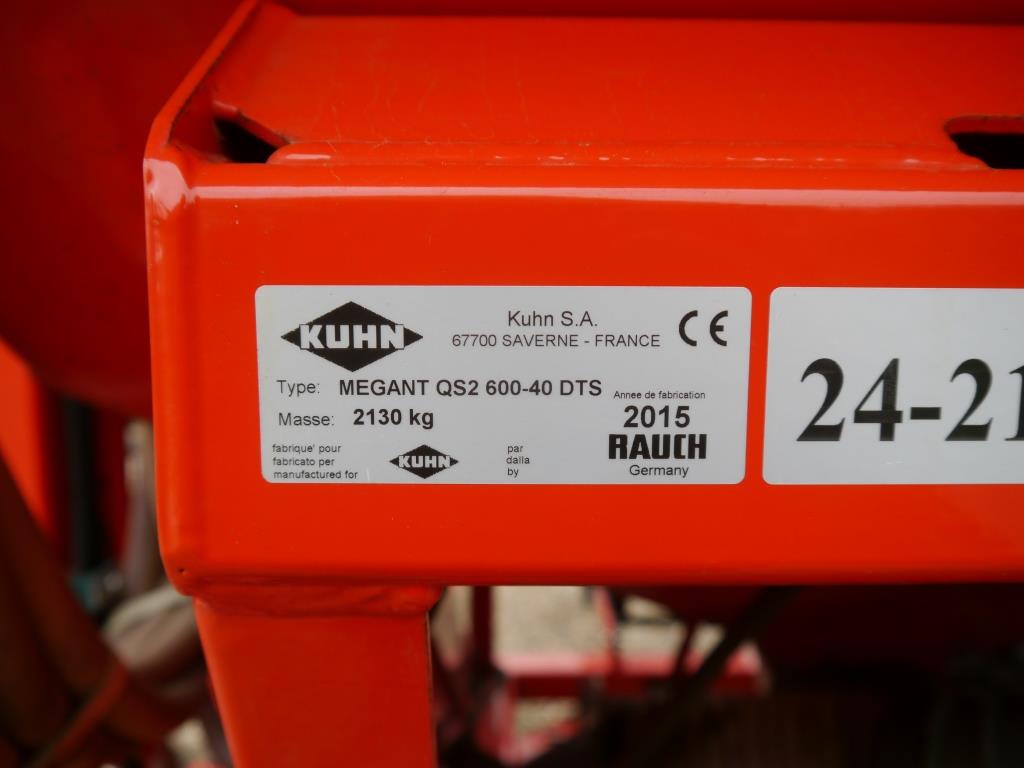 KUHN
Kuhn S.A.
67700 SAVERNE - FRANCE
CE
Type: MEGANT QS2 600-40 DTS
Annee de fabrication
Masse: 2130 kg
2015
fabrique' pour
fabricato per
manufactured for
KUHN
par
dalla
by
RAUCH
Germany
24-21